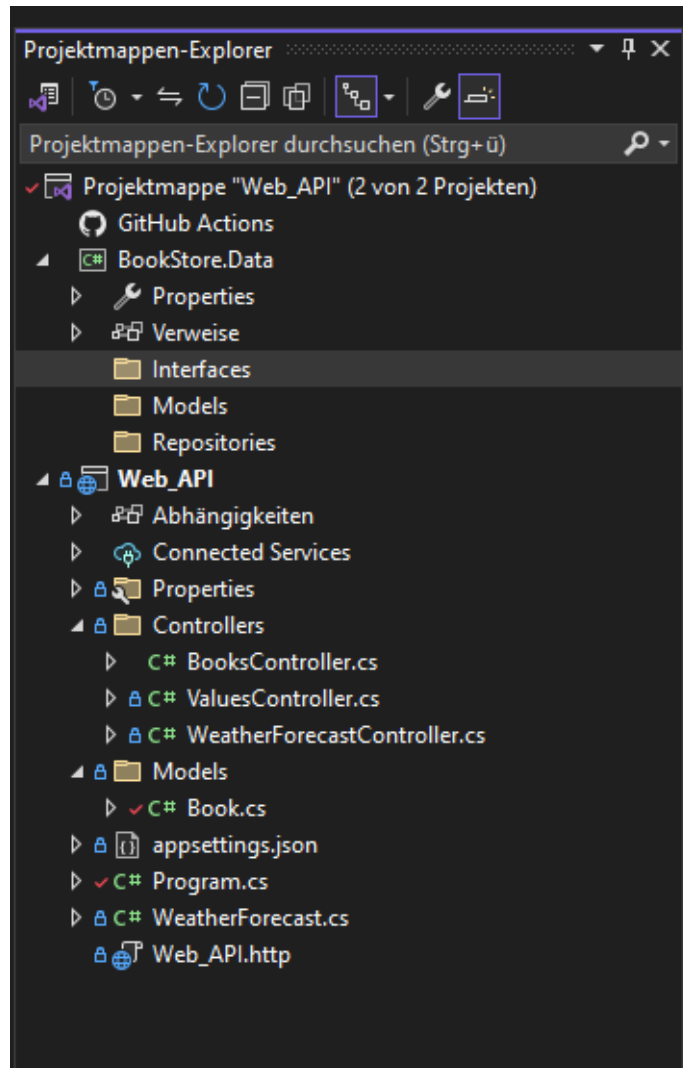 Projektmappen-Explorer
Projektmappen-Explorer durchsuchen (Strg+ü)
Projektmappe "Web_API" (2 von 2 Projekten)
GitHub Actions
C# BookStore.Data
Properties
Verweise
Interfaces
Models
Repositories
Web_API
Abhängigkeiten
Connected Services
Properties
Controllers
C# BooksController.cs
C# ValuesController.cs
C# WeatherForecastController.cs
Models
C# Book.cs
appsettings.json
C# Program.cs
C# WeatherForecast.cs
Web_API.http